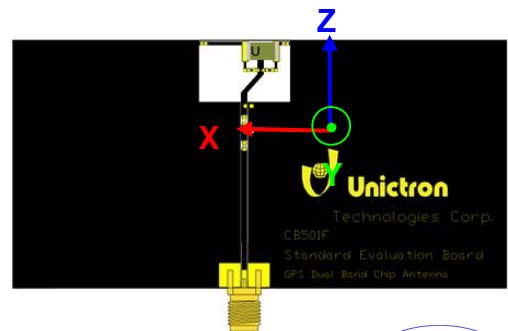 Z
U
X
Y
Unictron
Technologies Corp.
CB501F
Standard Evaluation Board
GPS Dual Band Chip Antenna